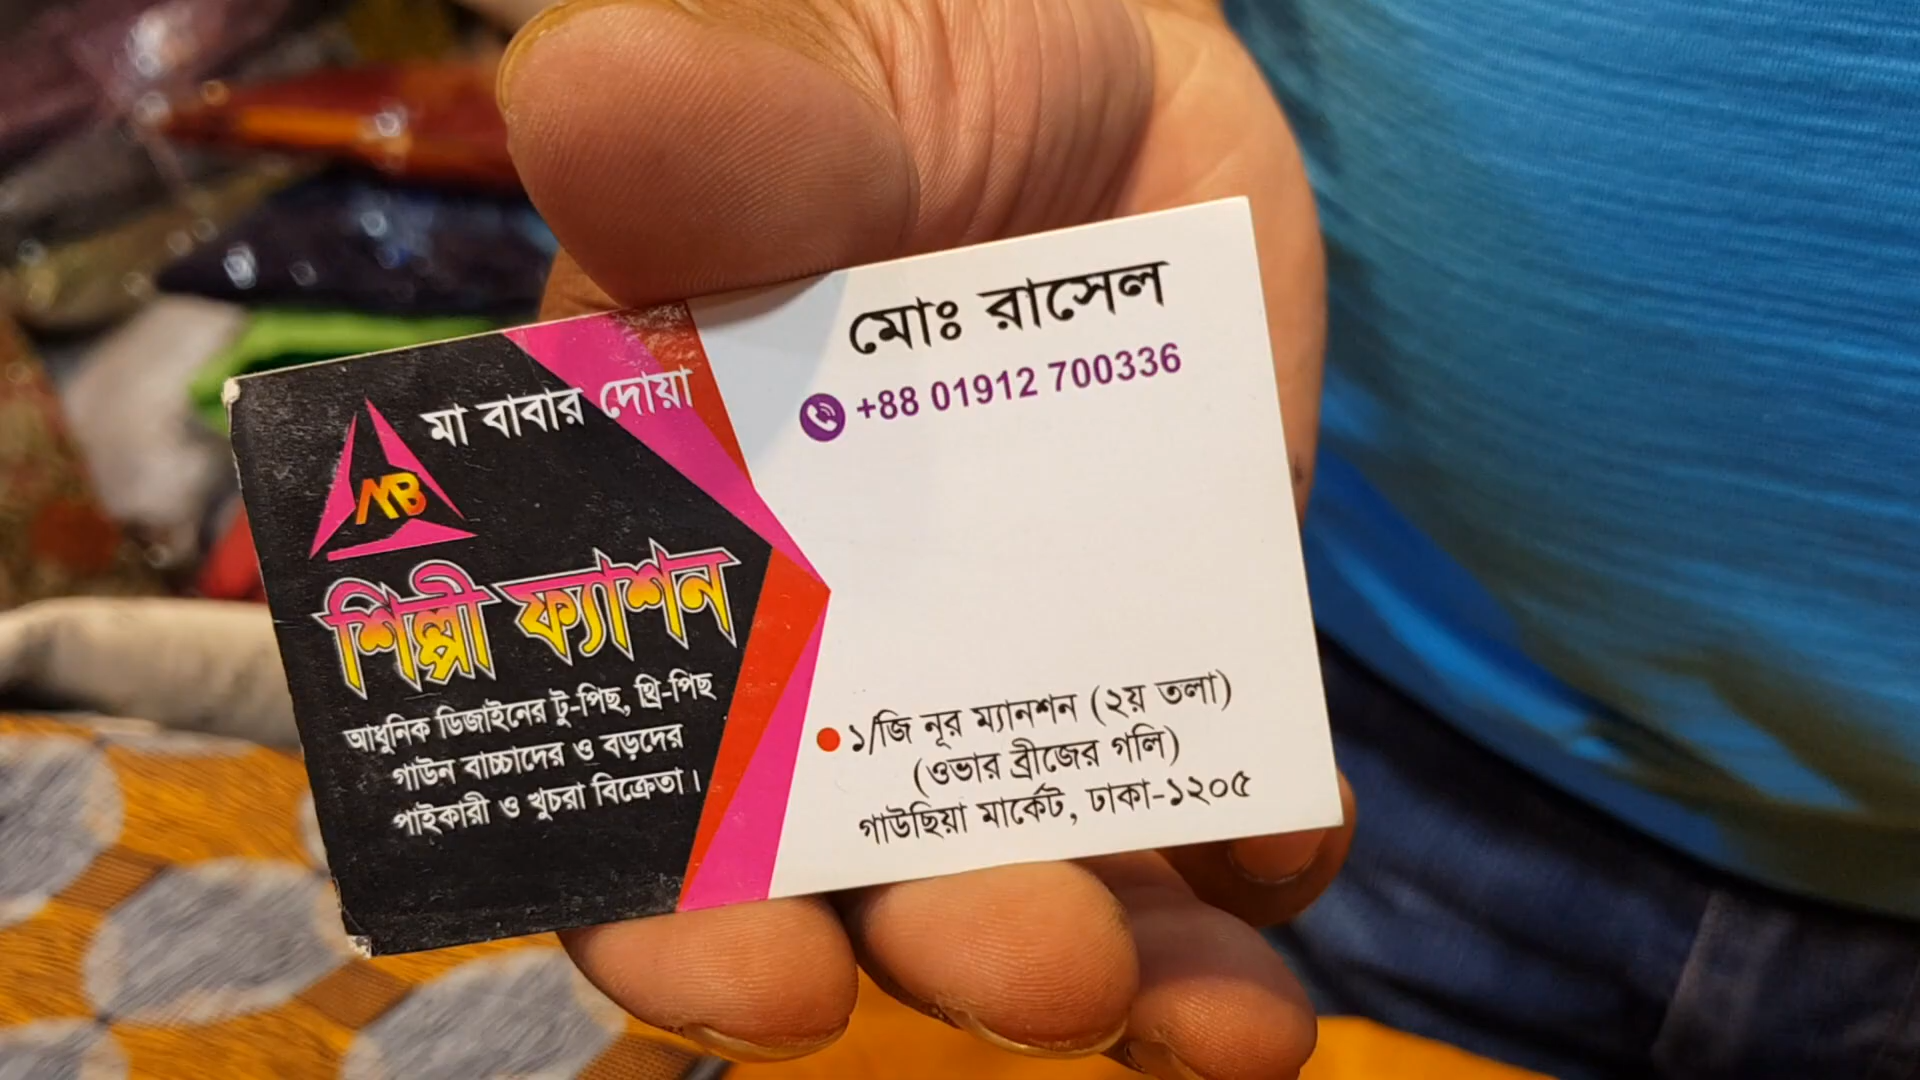 মা বাবার দোয়া
MB
শিল্পী ফ্যাশন
আধুনিক ডিজাইনের টু-পিছ, থ্রি-পিছ
গাউন বাচ্চাদের ও বড়দের
পাইকারী ও খুচরা বিক্রেতা।
মোঃ রাসেল
+88 01912 700336
১/জি নূর ম্যানশন (২য় তলা)
(ওভার ব্রীজের গলি)
গাউছিয়া মার্কেট, ঢাকা-১২০৫